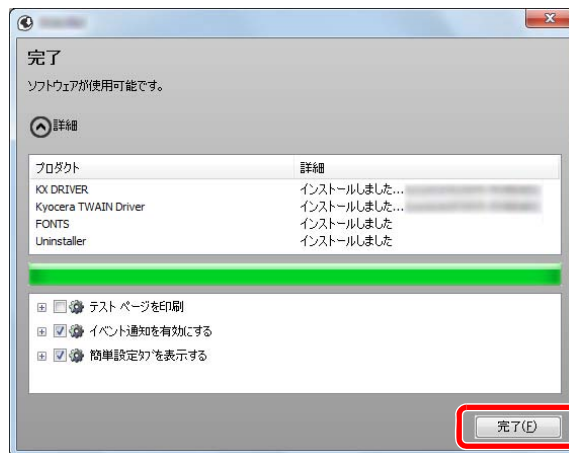 完了
ソフトウェアが使用可能です。
詳細
プロダクト 詳細
KX DRIVER インストールしました...
Kyocera TWAIN Driver インストールしました...
FONTS インストールしました
Uninstaller インストールしました
テスト ページを印刷
イベント通知を有効にする
簡単設定タブを表示する
完了(F)